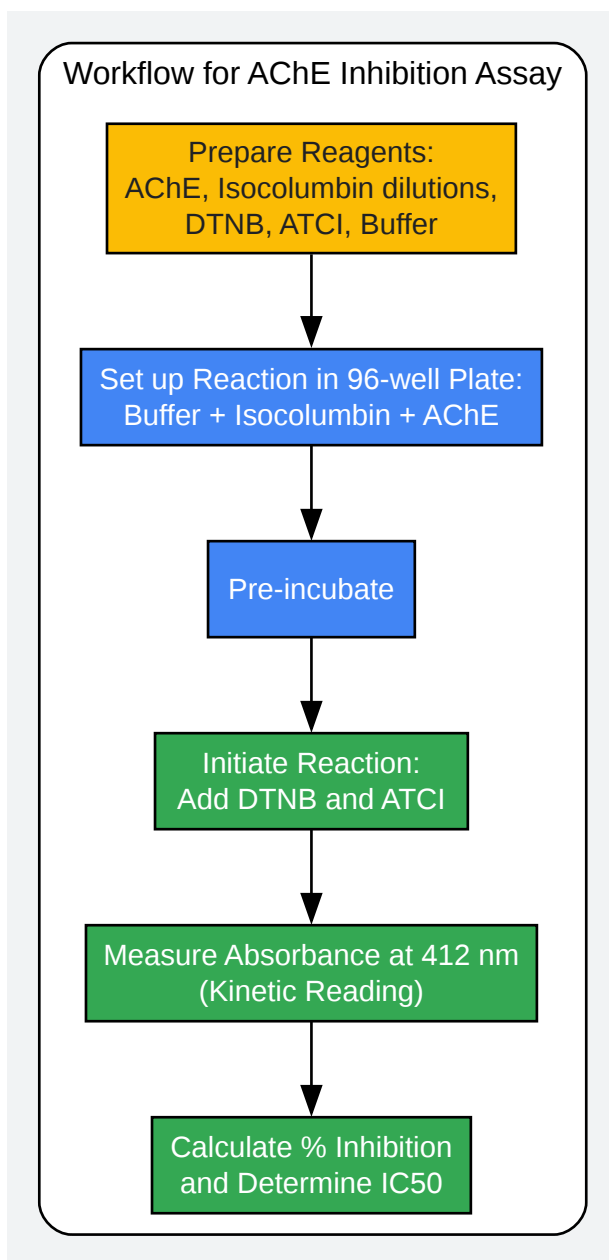 Workflow for AChE Inhibition Assay
Prepare Reagents:
AChE, Isocolumbin dilutions,
DTNB, ATCI, Buffer
Set up Reaction in 96-well Plate:
Buffer + Isocolumbin + AChE
Pre-incubate
Initiate Reaction:
Add DTNB and ATCI
Measure Absorbance at 412 nm
(Kinetic Reading)
Calculate % Inhibition
and Determine IC50